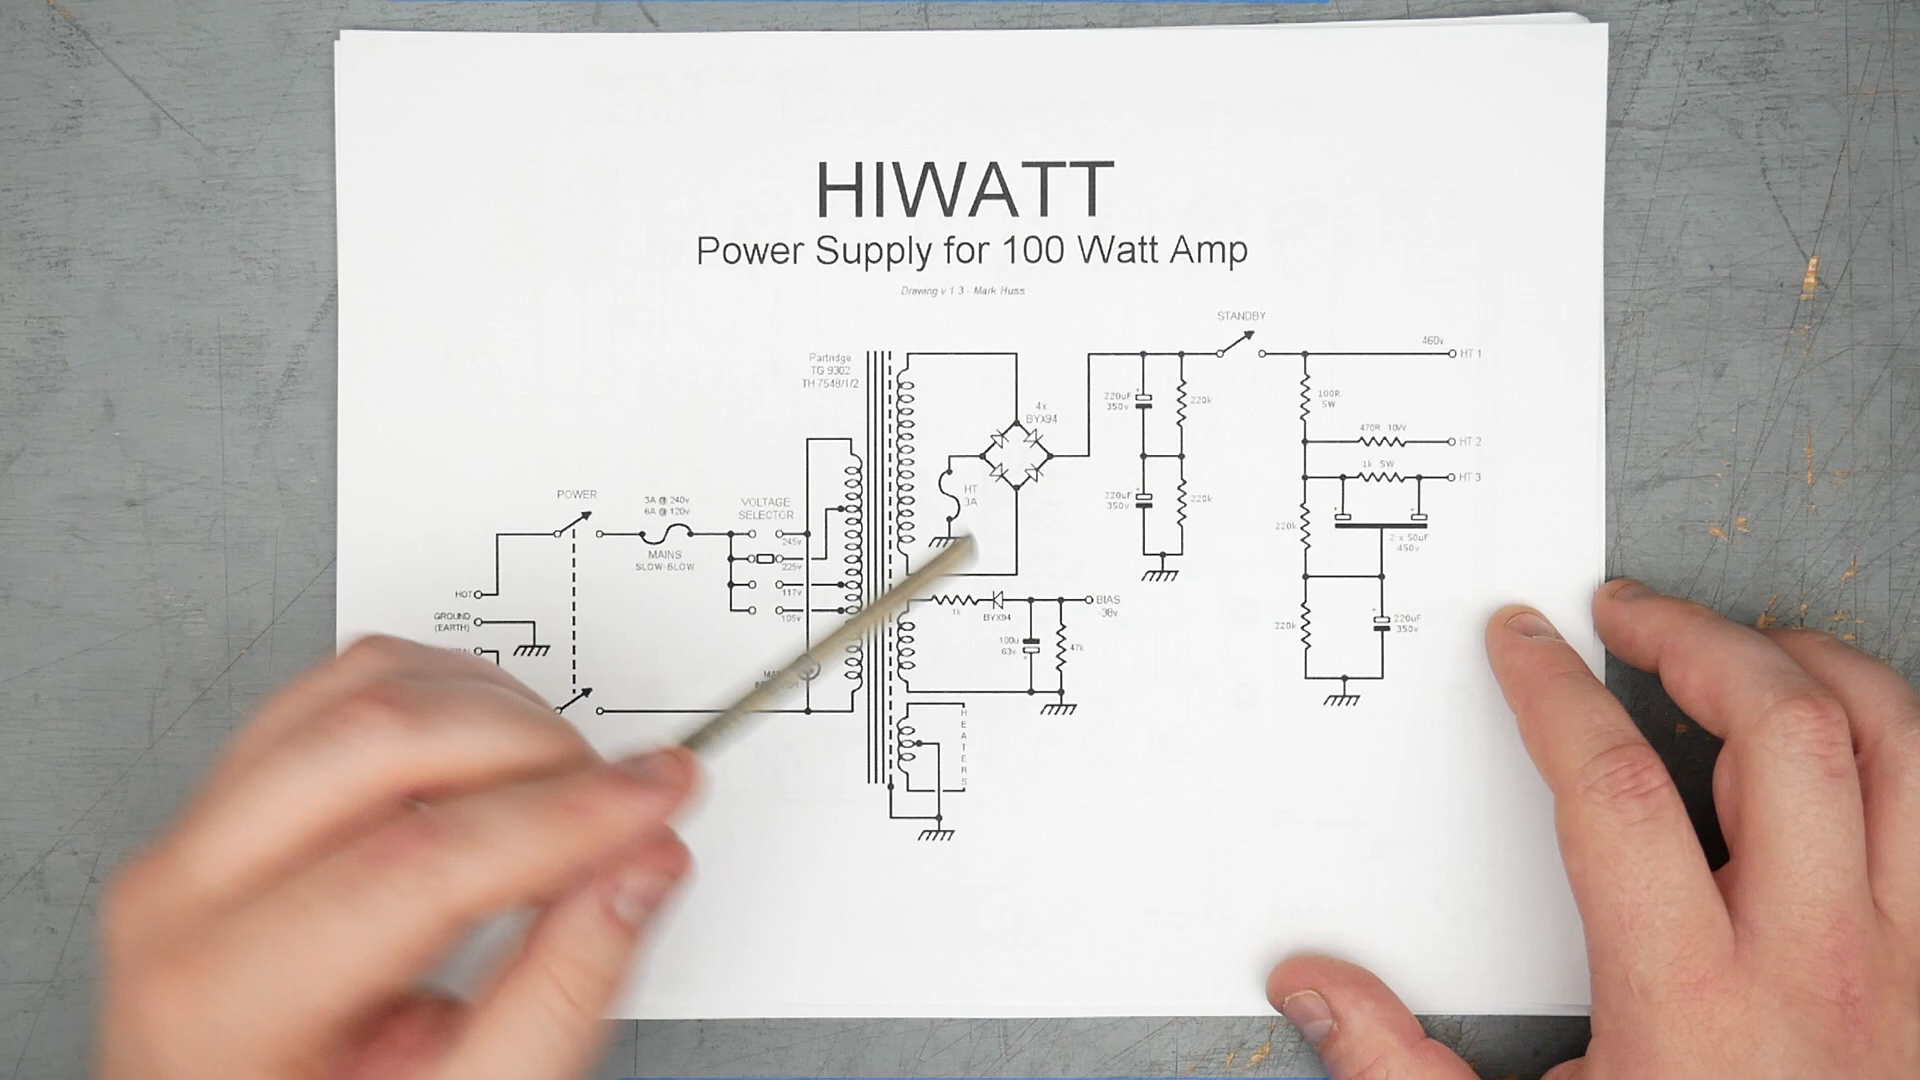 HIWATT
Power Supply for 100 Watt Amp
Drawing v 1.3 - Mark Huss
STANDBY
460v
HT 1
Partridge
TG 9302
TH 7548/1/2
4x
BYX94
220uF
350v
220k
100R
5W
470R 10W
HT 2
1k 5W
HT 3
HT
3A
220uF
350v
220k
POWER
3A @ 240v
6A @ 120v
MAINS
SLOW-BLOW
VOLTAGE
SELECTOR
245v
225v
117v
105v
220k
2 x 50uF
450v
HOT
GROUND
(EARTH)
1k
BYX94
BIAS
-38v
100u
63v
47k
220k
220uF
350v
HEATERS